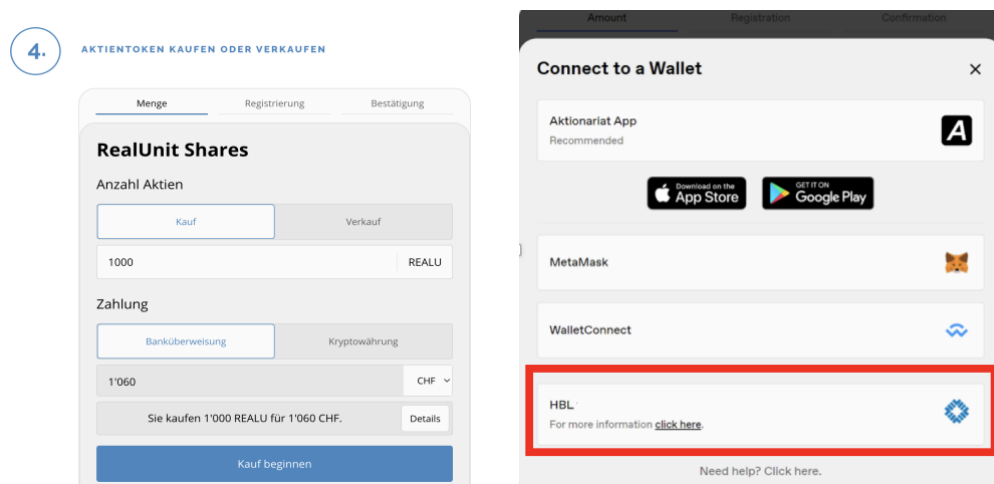 4.
AKTIENTOKEN KAUFEN ODER VERKAUFEN
Menge
Registrierung
Bestätigung
RealUnit Shares
Anzahl Aktien
Kauf
Verkauf
1000
REALU
Zahlung
Banküberweisung
Kryptowährung
1'060
CHF
Sie kaufen 1'000 REALU für 1'060 CHF.
Details
Kauf beginnen
Amount
Registration
Confirmation
Connect to a Wallet
Aktionariat App
Recommended
A
Download on the
App Store
GET IT ON
Google Play
MetaMask
WalletConnect
HBL
For more information click here.
Need help? Click here.